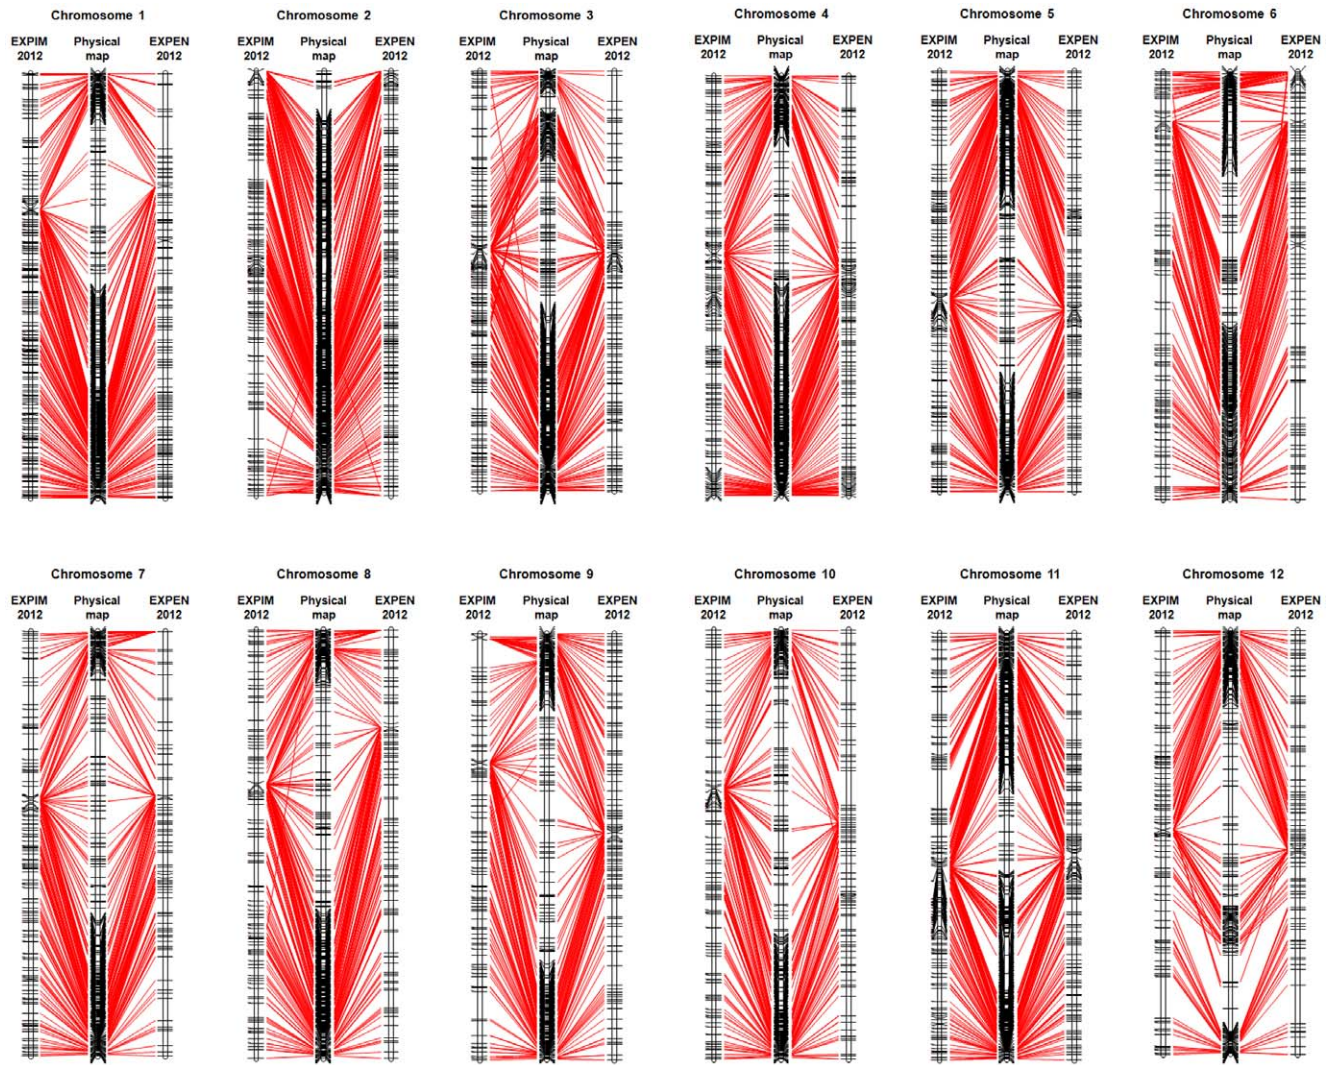 Chromosome 1
EXPIM Physical EXPEN
2012 map 2012
Chromosome 2
EXPIM Physical EXPEN
2012 map 2012
Chromosome 3
EXPIM Physical EXPEN
2012 map 2012
Chromosome 4
EXPIM Physical EXPEN
2012 map 2012
Chromosome 5
EXPIM Physical EXPEN
2012 map 2012
Chromosome 6
EXPIM Physical EXPEN
2012 map 2012
Chromosome 7
EXPIM Physical EXPEN
2012 map 2012
Chromosome 8
EXPIM Physical EXPEN
2012 map 2012
Chromosome 9
EXPIM Physical EXPEN
2012 map 2012
Chromosome 10
EXPIM Physical EXPEN
2012 map 2012
Chromosome 11
EXPIM Physical EXPEN
2012 map 2012
Chromosome 12
EXPIM Physical EXPEN
2012 map 2012